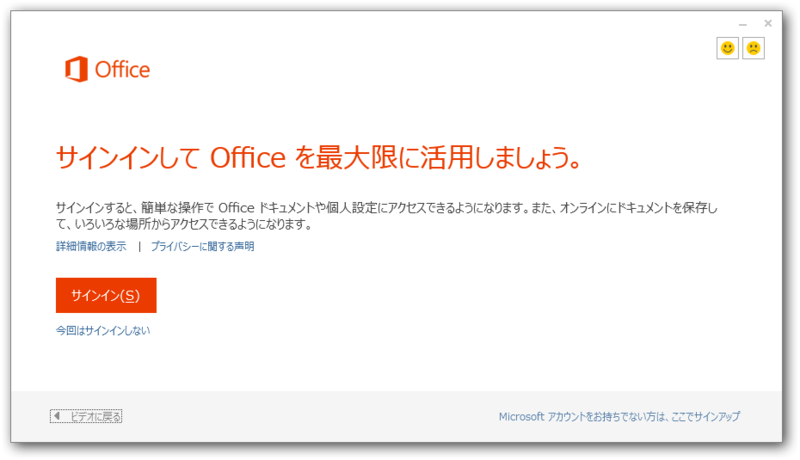 Office
サインインして Office を最大限に活用しましょう。
サインインすると、簡単な操作で Office ドキュメントや個人設定にアクセスできるようになります。また、オンラインにドキュメントを保存し
て、いろいろな場所からアクセスできるようになります。
詳細情報の表示 | プライバシーに関する声明
サインイン(S)
今回はサインインしない
ビデオに戻る
Microsoft アカウントをお持ちでない方は、ここでサインアップ